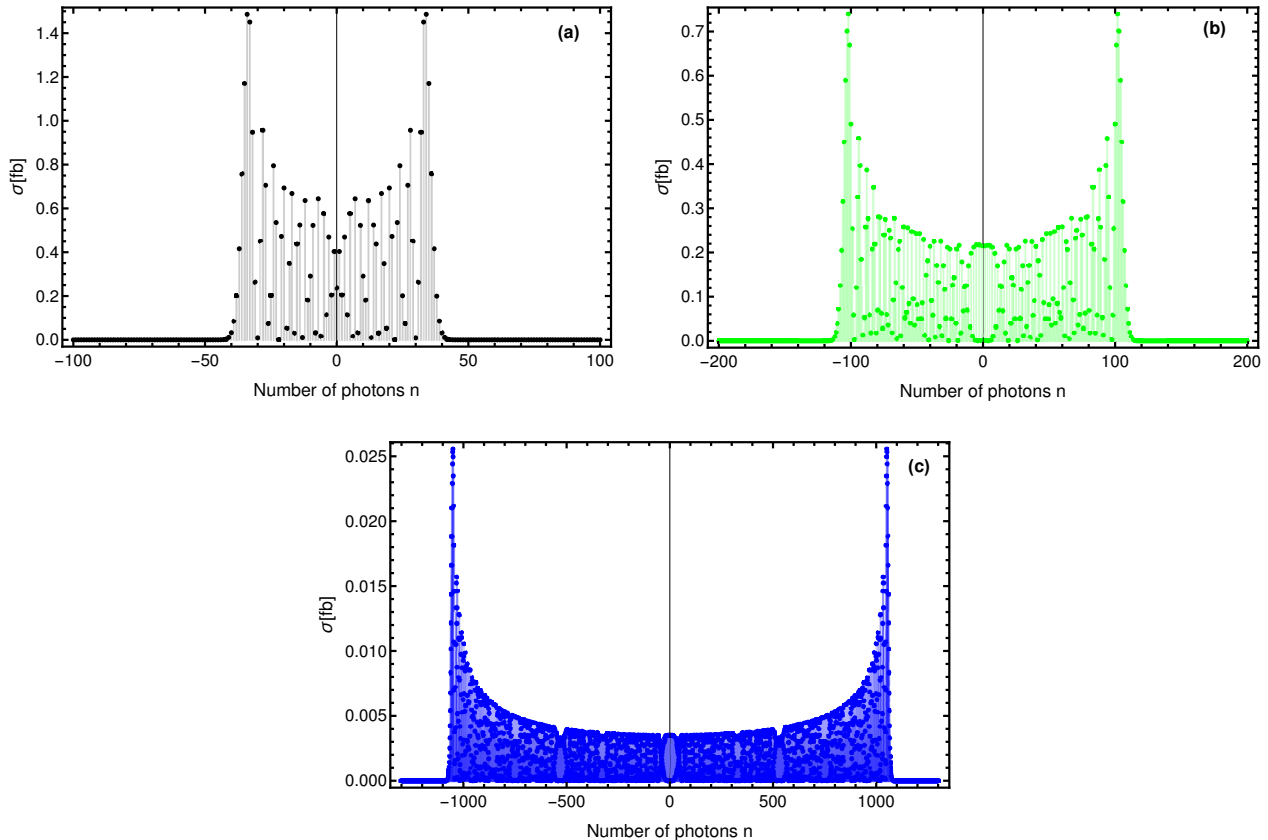 (a)
σ[fb]
1.4
1.2
1.0
0.8
0.6
0.4
0.2
0.0
−100 −50 0 50 100
Number of photons n
(b)
σ[fb]
0.7
0.6
0.5
0.4
0.3
0.2
0.1
0.0
−200 −100 0 100 200
Number of photons n
(c)
σ[fb]
0.025
0.020
0.015
0.010
0.005
0.000
−1000 −500 0 500 1000
Number of photons n